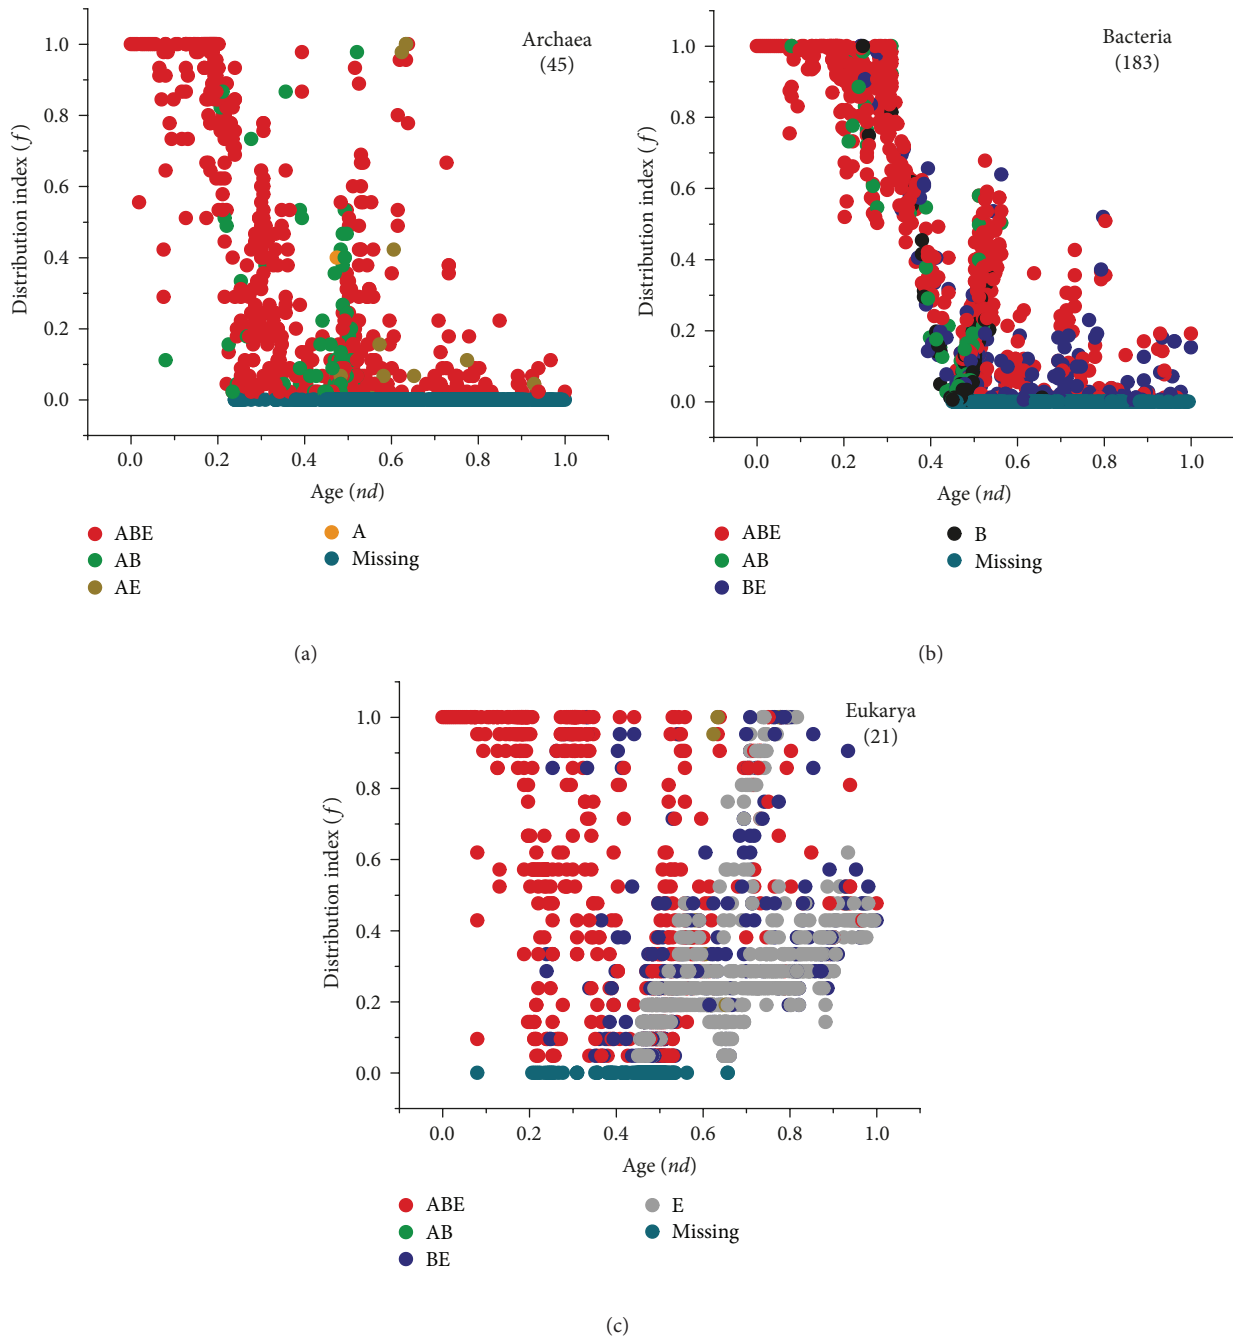 Archaea
(45)
1.0
0.8
0.6
0.4
0.2
0.0
Distribution index (f)
0.0 0.2 0.4 0.6 0.8 1.0
Age (nd)
ABE
AB
AE
A
Missing
(a)
Bacteria
(183)
1.0
0.8
0.6
0.4
0.2
0.0
Distribution index (f)
0.0 0.2 0.4 0.6 0.8 1.0
Age (nd)
ABE
AB
BE
B
Missing
(b)
Eukarya
(21)
1.0
0.8
0.6
0.4
0.2
0.0
Distribution index (f)
0.0 0.2 0.4 0.6 0.8 1.0
Age (nd)
ABE
AB
BE
E
Missing
(c)